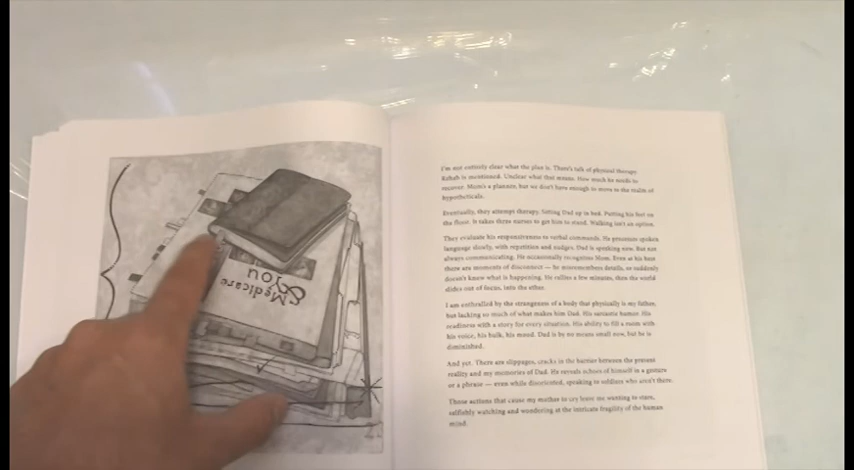 Medicare
&
You
I'm not entirely clear what the plan is. There's talk of physical therapy.
Rehab is mentioned. Unclear what that means. How much he needs to
recover. Mom's a planner, but we don't have enough to move to the realm of
hypotheticals.
Eventually, they attempt therapy. Sitting Dad up in bed. Putting his feet on
the floor. It takes three nurses to get him to stand. Walking isn't an option.
They evaluate his responsiveness to verbal commands. He processes spoken
language slowly, with repetition and nudges. Dad is speaking now. But not
always communicating. He occasionally recognizes Mom. Even at his best
there are moments of disconnect — he misremembers details, or suddenly
doesn't know what is happening. He rallies a few minutes, then the world
slides out of focus, into the ether.
I am enthralled by the strangeness of a body that physically is my father,
but lacking so much of what makes him Dad. His sarcastic humor. His
readiness with a story for every situation. His ability to fill a room with
his voice, his bulk, his mood. Dad is by no means small now, but he is
diminished.
And yet. There are slippages, cracks in the barrier between the present
reality and my memories of Dad. He reveals echoes of himself in a gesture
or a phrase — even while disoriented, speaking to soldiers who aren't there.
Those actions that cause my mother to cry leave me wanting to stare,
selfishly watching and wondering at the intricate fragility of the human
mind.